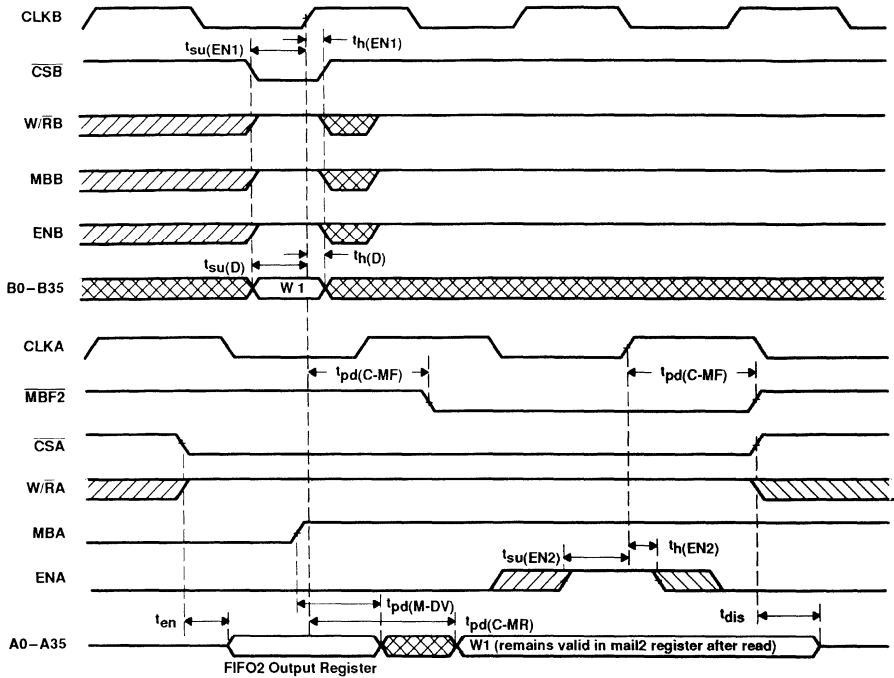 CLKB
tsu(EN1) th(EN1)
CSB
W/RB
MBB
ENB
tsu(D) th(D)
B0–B35 W 1
CLKA
tpd(C-MF) tpd(C-MF)
MBF2
CSA
W/RA
MBA
tsu(EN2) th(EN2)
ENA
ten tpd(M-DV) tdis
tpd(C-MR)
A0–A35 W1 (remains valid in mail2 register after read)
FIFO2 Output Register